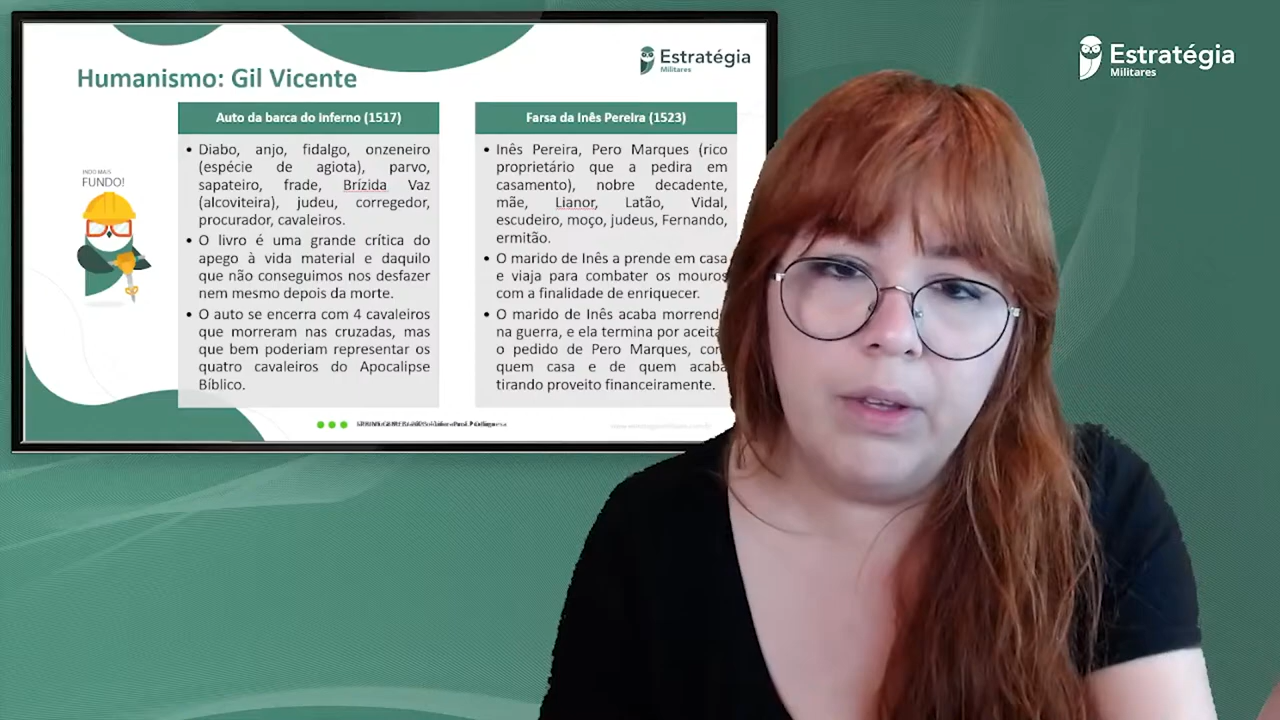 Estratégia
Militares
Estratégia
Militares
Humanismo: Gil Vicente
INDO MAIS
FUNDO!
Auto da barca do inferno (1517)
• Diabo, anjo, fidalgo, onzeneiro
(espécie de agiota), parvo,
sapateiro, frade, Brízida Vaz
(alcoviteira), judeu, corregedor,
procurador, cavaleiros.
• O livro é uma grande crítica do
apego à vida material e daquilo
que não conseguimos nos desfazer
nem mesmo depois da morte.
• O auto se encerra com 4 cavaleiros
que morreram nas cruzadas, mas
que bem poderiam representar os
quatro cavaleiros do Apocalipse
Bíblico.
Farsa da Inês Pereira (1523)
• Inês Pereira, Pero Marques (rico
proprietário que a pedira em
casamento), nobre decadente,
mãe, Lianor, Latão, Vidal,
escudeiro, moço, judeus, Fernando,
ermitão.
• O marido de Inês a prende em casa
e viaja para combater os mouros
com a finalidade de enriquecer.
• O marido de Inês acaba morrend
na guerra, e ela termina por aceita
o pedido de Pero Marques, com
quem casa e de quem acaba
tirando proveito financeiramente.